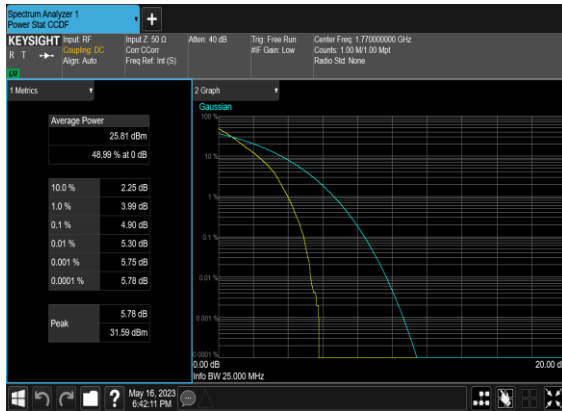 Spectrum Analyzer 1
Power Stat CCDF
+
KEYSIGHT
R T
LXI
Input: RF
Coupling: DC
Align: Auto
Input Z: 50 Ω
Corr CCorr
Freq Ref: Int (S)
Atten: 40 dB
Trig: Free Run
#IF Gain: Low
Center Freq: 1.770000000 GHz
Counts: 1.00 M/1.00 Mpt
Radio Std: None
1 Metrics
Average Power
25.81 dBm
48.99 % at 0 dB
10.0 % 2.25 dB
1.0 % 3.99 dB
0.1 % 4.90 dB
0.01 % 5.30 dB
0.001 % 5.75 dB
0.0001 % 5.78 dB
Peak
5.78 dB
31.59 dBm
2 Graph
Gaussian
100 %
10 %
1 %
0.1 %
0.01 %
0.001 %
0.0001 %
0.00 dB
20.00 d
Info BW 25.000 MHz
?
May 16, 2023
6:42:11 PM